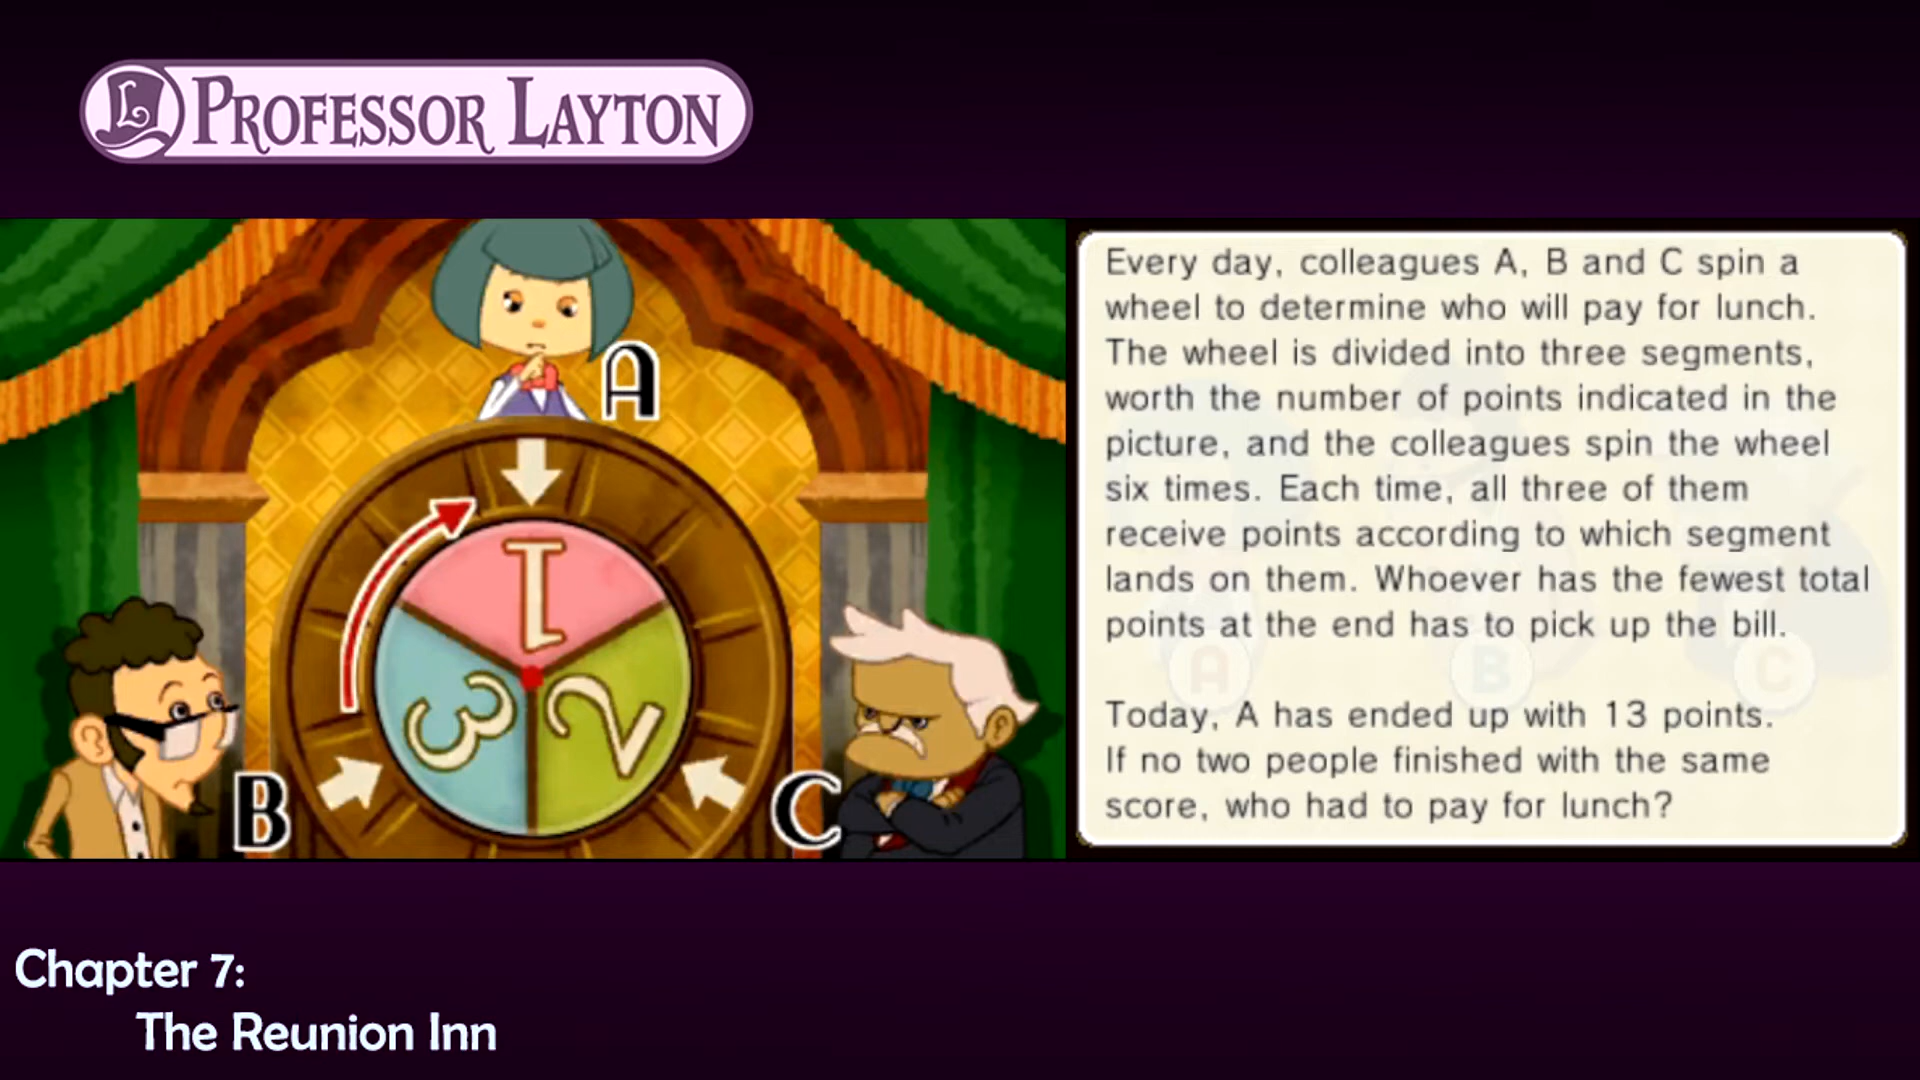 PROFESSOR LAYTON
A
1
3
2
B
C
Every day, colleagues A, B and C spin a
wheel to determine who will pay for lunch.
The wheel is divided into three segments,
worth the number of points indicated in the
picture, and the colleagues spin the wheel
six times. Each time, all three of them
receive points according to which segment
lands on them. Whoever has the fewest total
points at the end has to pick up the bill.
A B C
Today, A has ended up with 13 points.
If no two people finished with the same
score, who had to pay for lunch?
Chapter 7:
The Reunion Inn